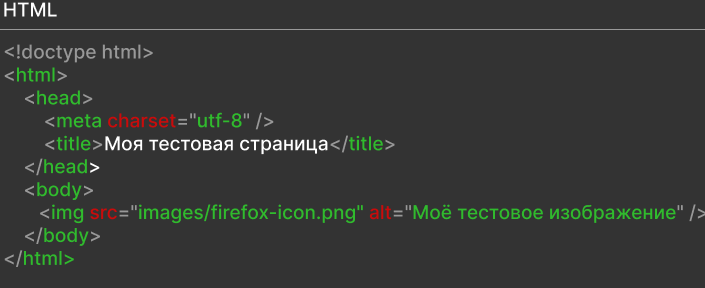 HTML
<!doctype html>
<html>
<head>
<meta charset="utf-8" />
<title>Моя тестовая страница</title>
</head>
<body>
<img src="images/firefox-icon.png" alt="Моё тестовое изображение" />
</body>
</html>